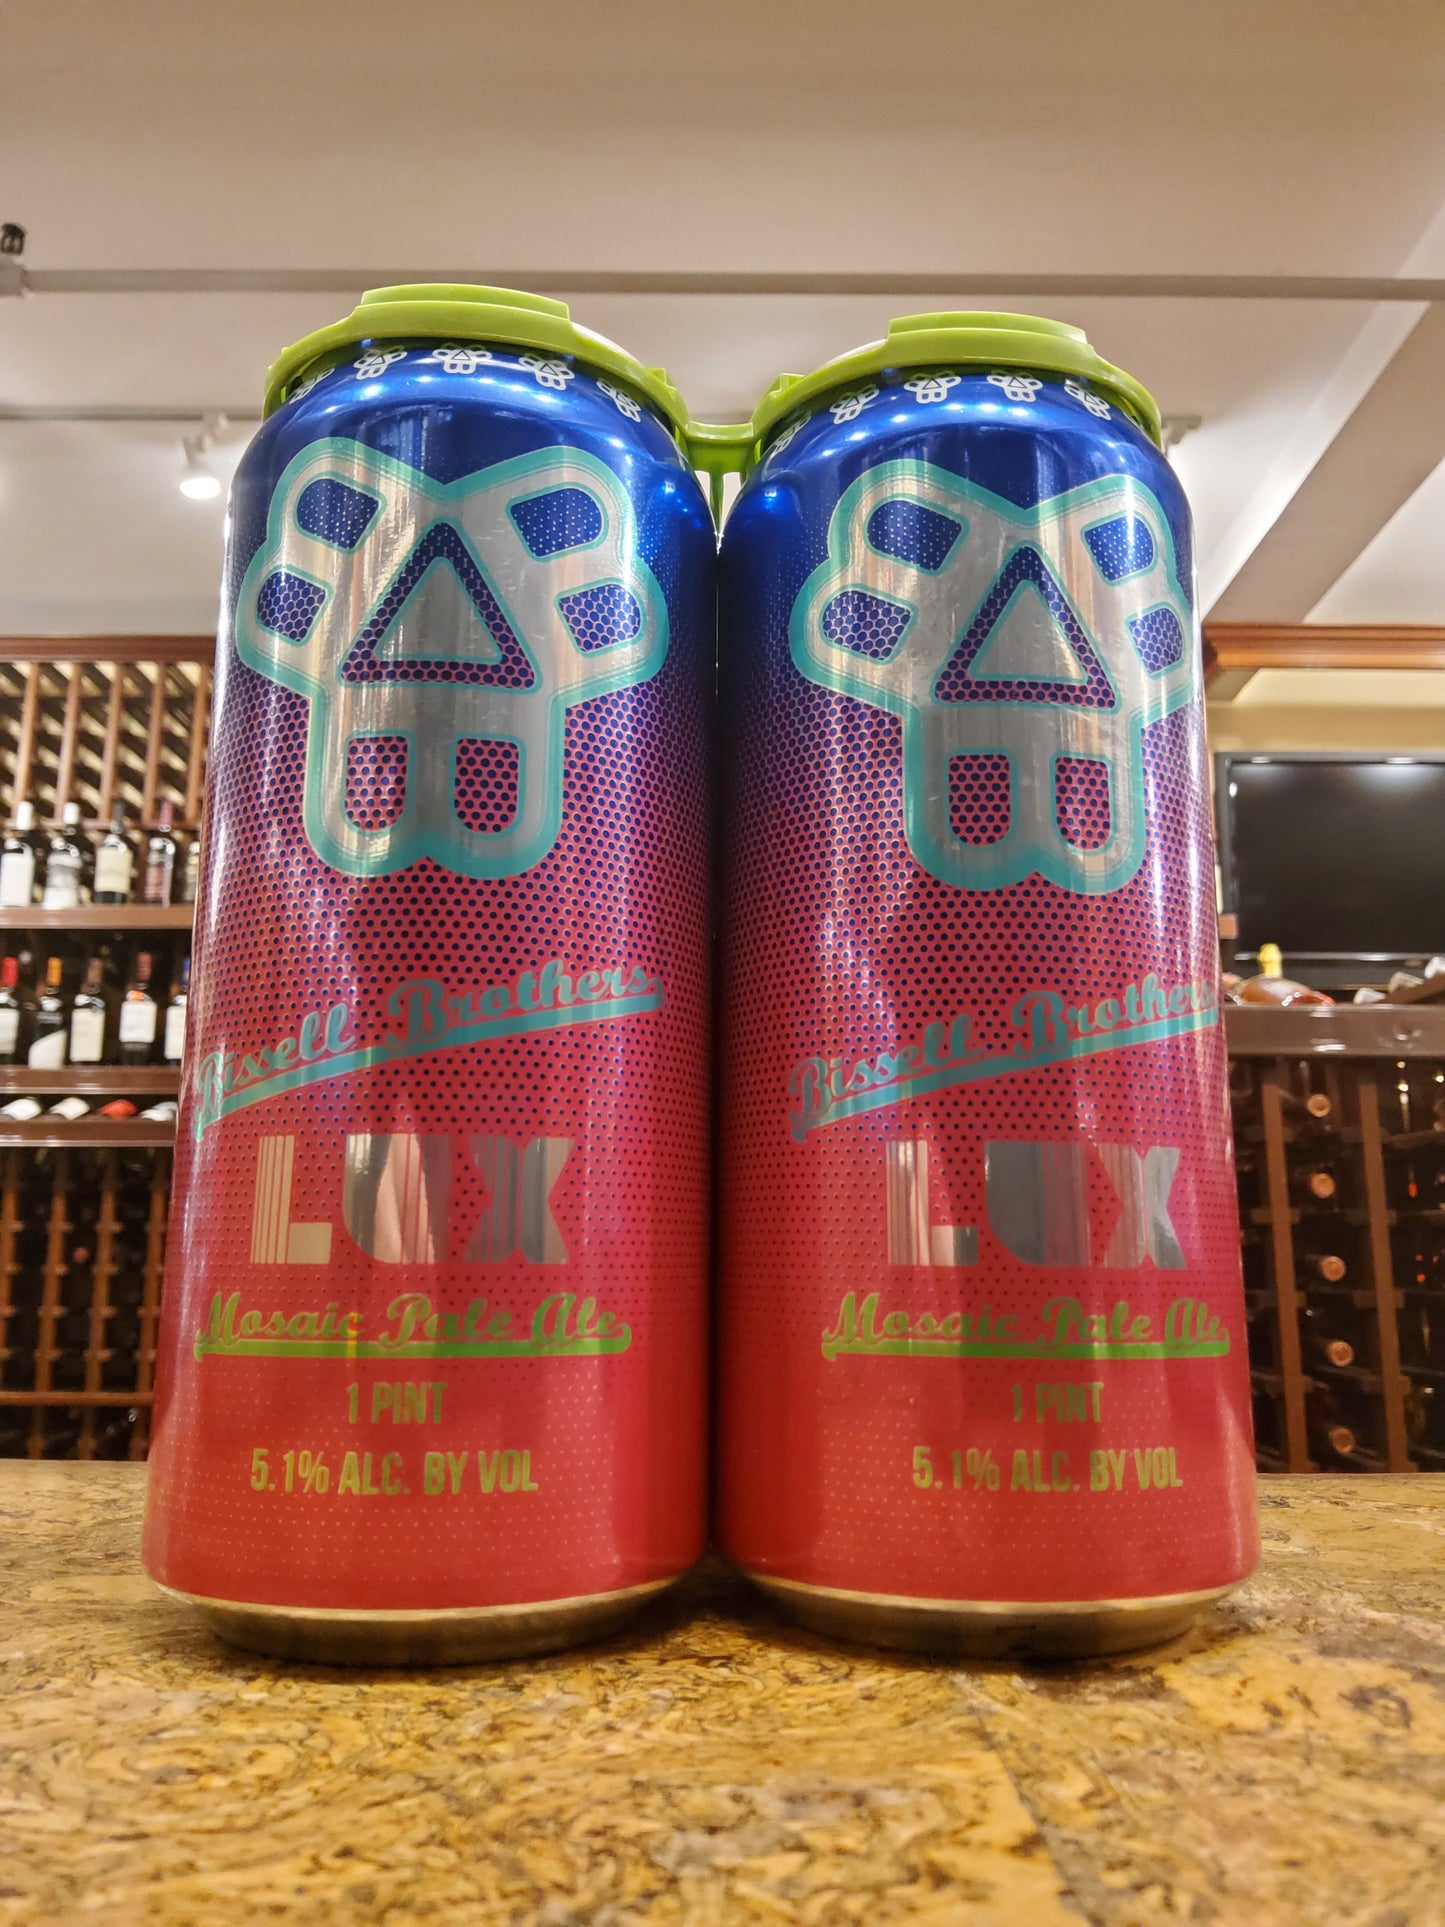 Bissell Brothers
LUX
Mosaic Pale Ale
1 PINT
5.1% ALC. BY VOL
Bissell Brothers
LUX
Mosaic Pale Ale
1 PINT
5.1% ALC. BY VOL